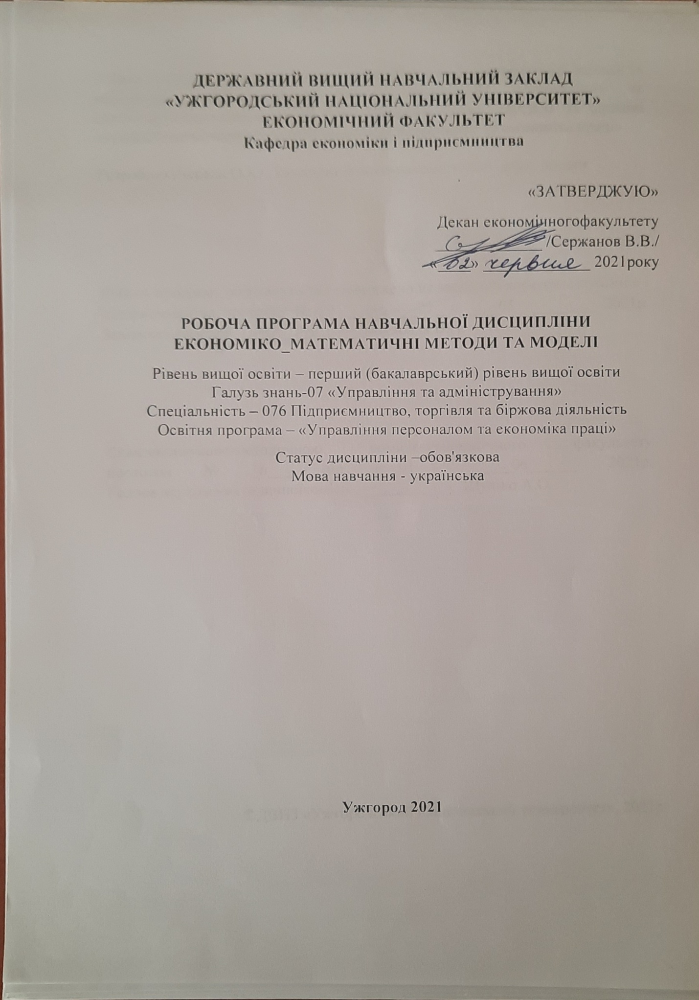 ДЕРЖАВНИЙ ВИЩИЙ НАВЧАЛЬНИЙ ЗАКЛАД
«УЖГОРОДСЬКИЙ НАЦІОНАЛЬНИЙ УНІВЕРСИТЕТ»
ЕКОНОМІЧНИЙ ФАКУЛЬТЕТ
Кафедра економіки і підприємництва
«ЗАТВЕРДЖУЮ»
Декан економічногофакультету
/Сержанов В.В./
«02» червня 2021року
РОБОЧА ПРОГРАМА НАВЧАЛЬНОЇ ДИСЦИПЛІНИ
ЕКОНОМІКО_МАТЕМАТИЧНІ МЕТОДИ ТА МОДЕЛІ
Рівень вищої освіти – перший (бакалаврський) рівень вищої освіти
Галузь знань-07 «Управління та адміністрування»
Спеціальність – 076 Підприємництво, торгівля та біржова діяльність
Освітня програма – «Управління персоналом та економіка праці»
Статус дисципліни –обов'язкова
Мова навчання - українська
Ужгород 2021